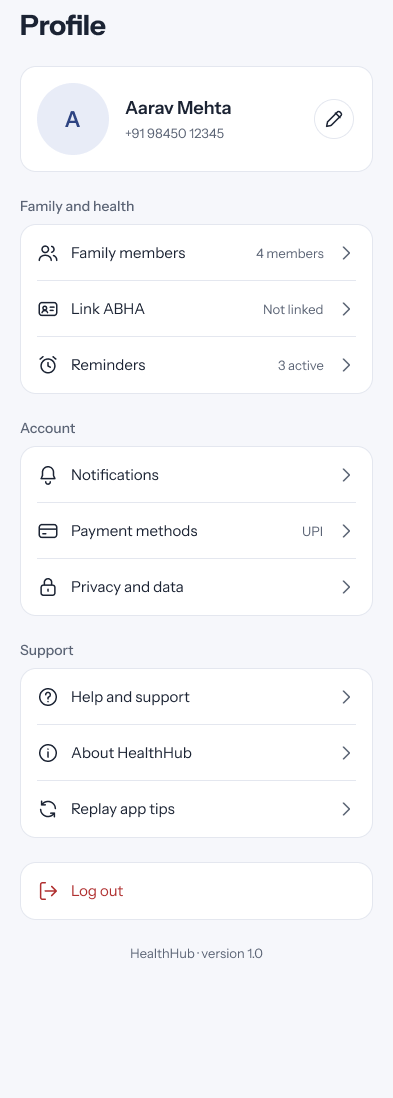 Profile
A
Aarav Mehta
+91 98450 12345
Family and health
Family members 4 members
Link ABHA Not linked
Reminders 3 active
Account
Notifications
Payment methods UPI
Privacy and data
Support
Help and support
About HealthHub
Replay app tips
Log out
HealthHub · version 1.0